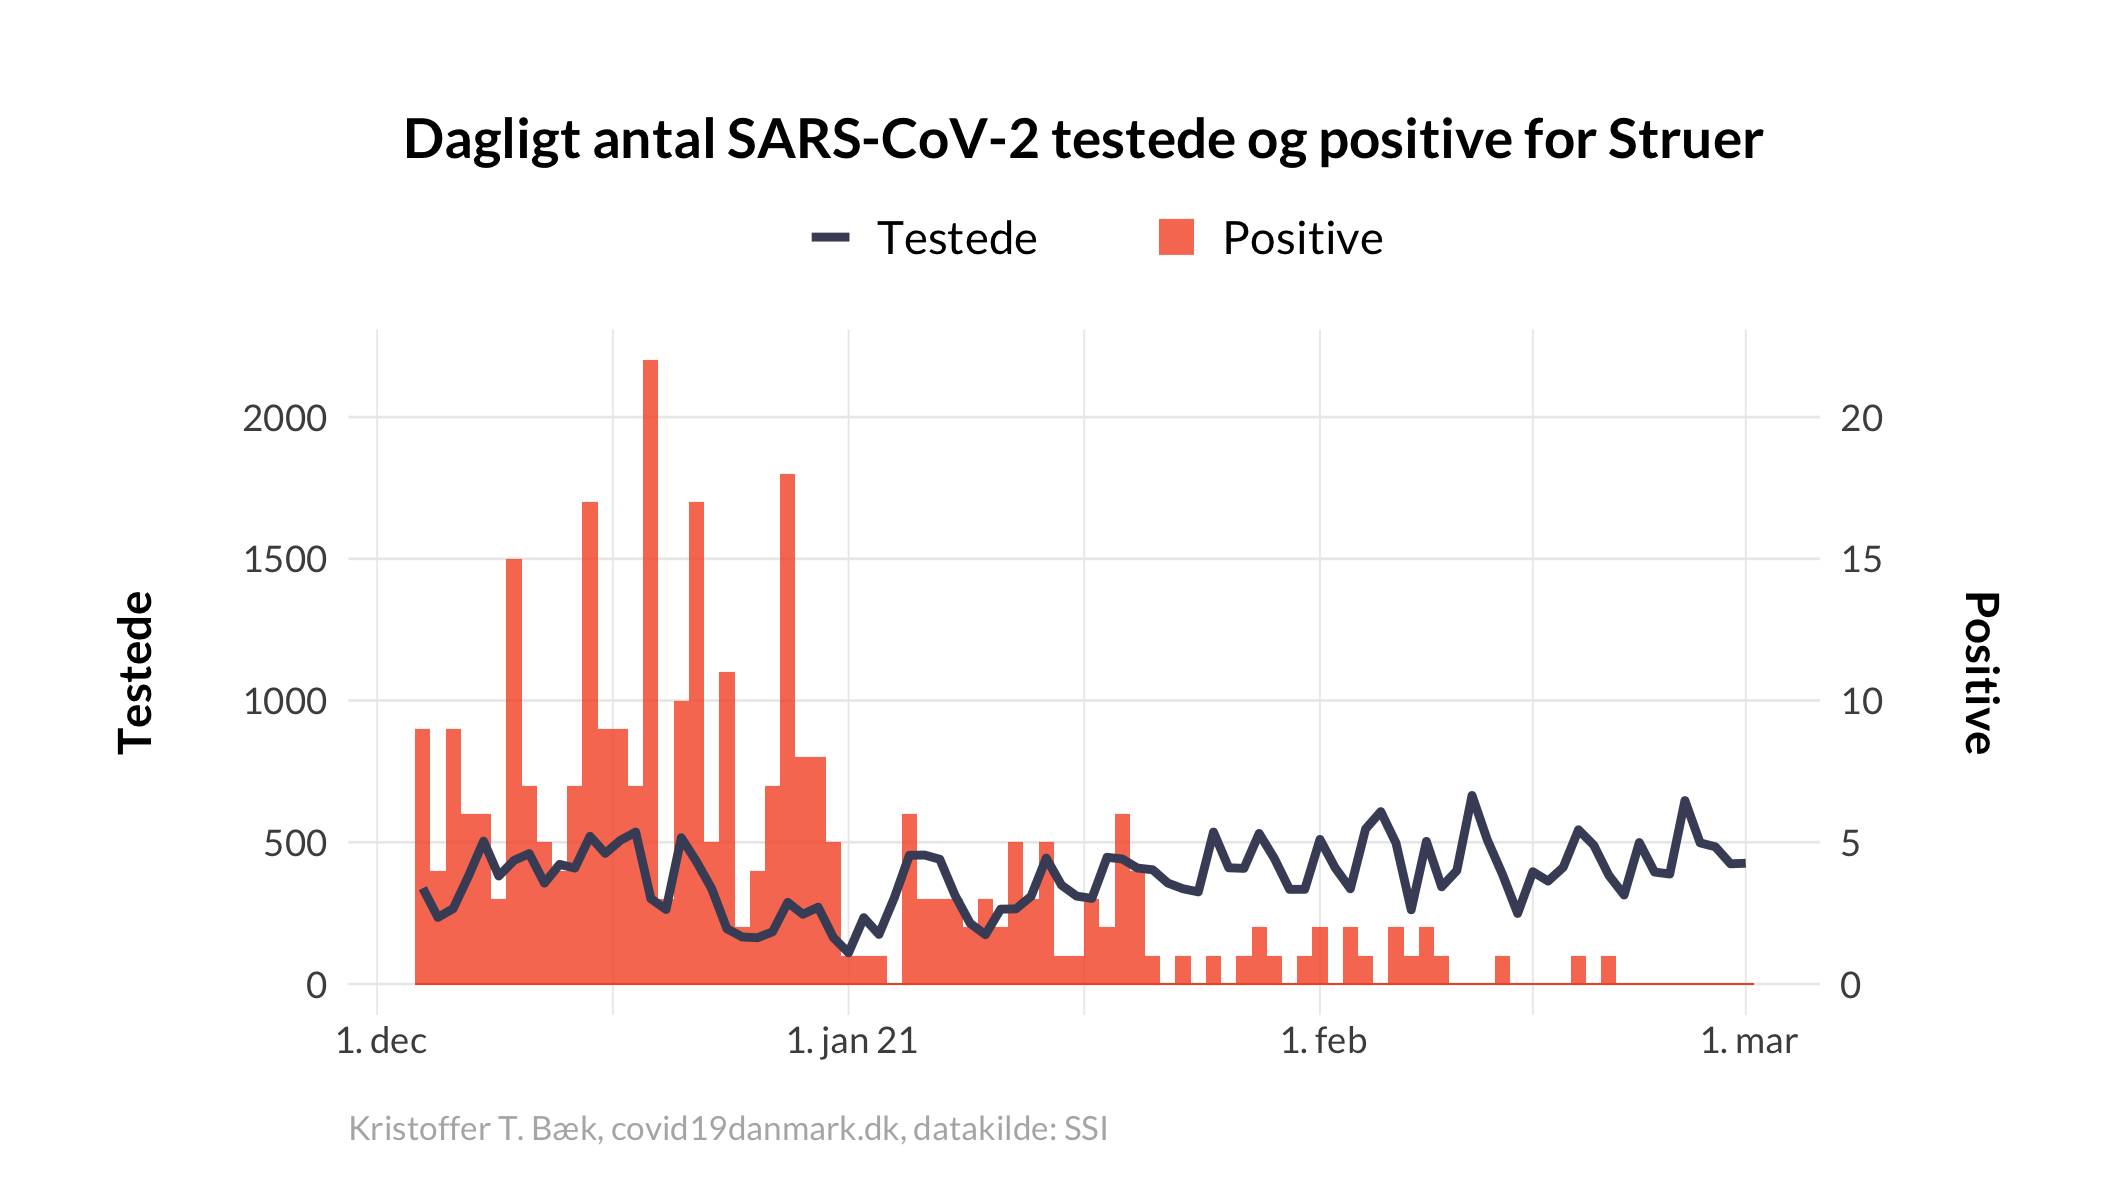 Dagligt antal SARS-CoV-2 testede og positive for Struer
Testede Positive
2000 20
1500 15
1000 10
500 5
0 0
Testede
Positive
1. dec 1. jan 21 1. feb 1. mar
Kristoffer T. Bæk, covid19danmark.dk, datakilde: SSI